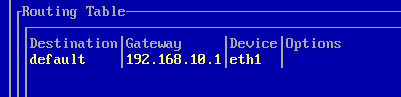 Routing Table
Destination|Gateway |Device|Options
default |192.168.10.1|eth1 |